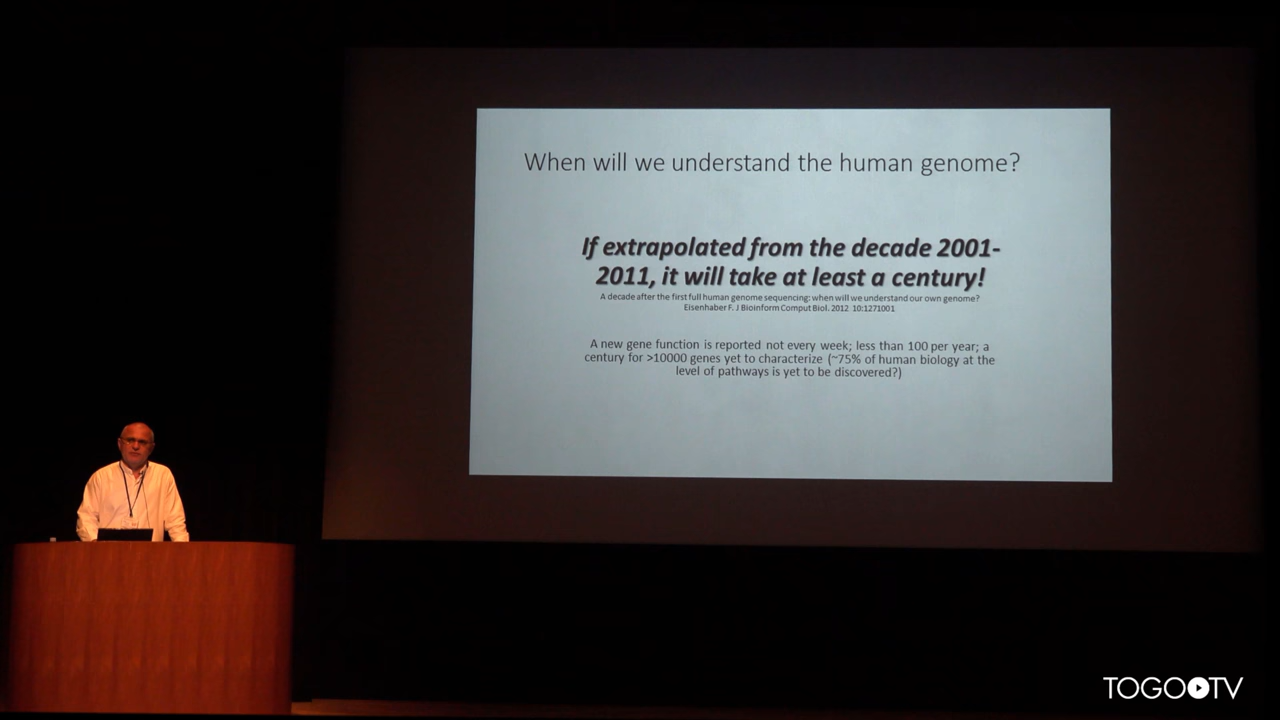 When will we understand the human genome?
If extrapolated from the decade 2001-
2011, it will take at least a century!
A decade after the first full human genome sequencing: when will we understand our own genome?
Eisenhaber F. J Bioinform Comput Biol. 2012 10:1271001
A new gene function is reported not every week; less than 100 per year; a
century for >10000 genes yet to characterize (~75% of human biology at the
level of pathways is yet to be discovered?)
TOGO TV